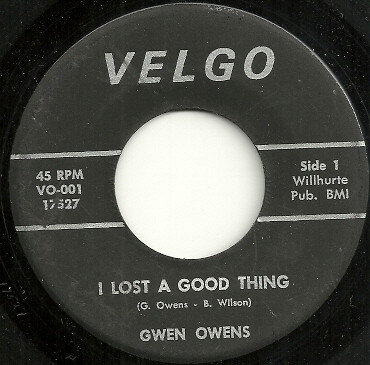 VELGO
45 RPM
VO-001
17527
Side 1
Willhurte
Pub. BMI
I LOST A GOOD THING
(G. Owens - B. Wilson)
GWEN OWENS